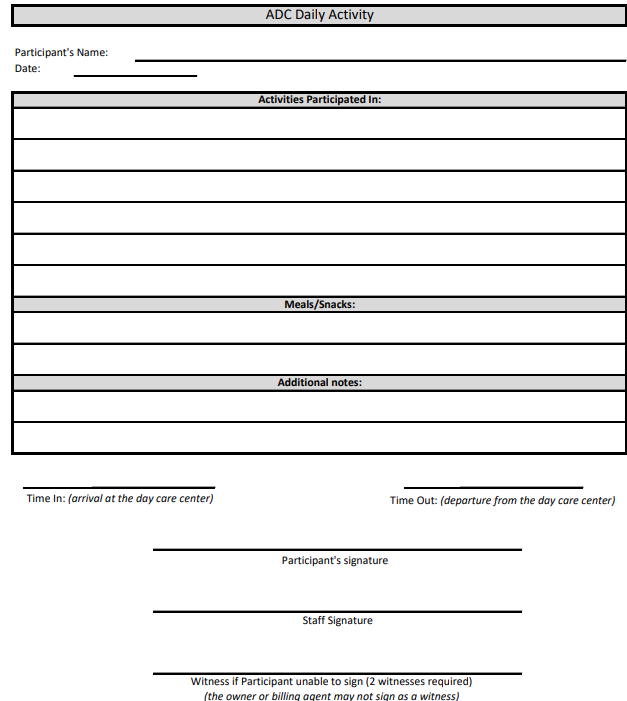 ADC Daily Activity
Participant's Name:
Date:
Activities Participated In:
Meals/Snacks:
Additional notes:
Time In: (arrival at the day care center)
Time Out: (departure from the day care center)
Participant's signature
Staff Signature
Witness if Participant unable to sign (2 witnesses required)
(the owner or billing agent may not sign as a witness)